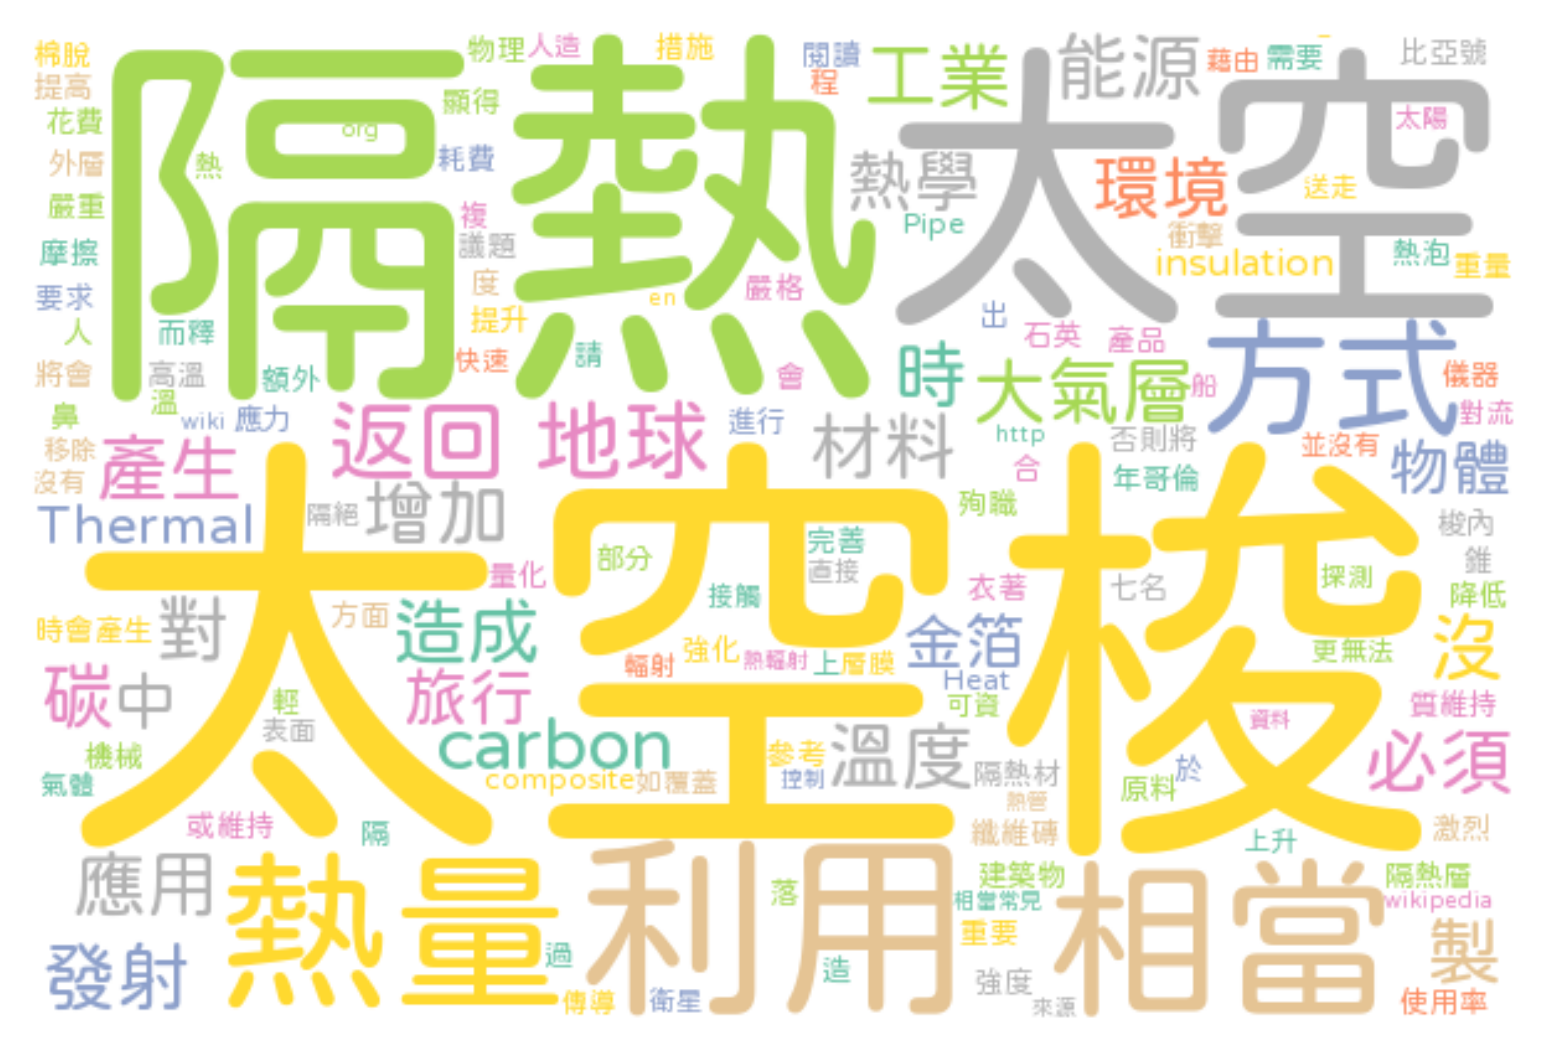 棉脫
物理
人造
措施
閱讀
工業
能源
藉由
需要
比亞號
提高
隔熱
顯得
程
太空
花費
org
耗費
太陽
外層
熱
熱學
環境
送走
嚴重
複
Pipe
衝擊
摩擦
議題
insulation
熱泡
重量
要求
度
en
嚴格
人
而釋
提升
出
石英
產品
方式
將會
高溫
額外
快速
請
會
時
大氣層
船
儀器
鼻
溫
wiki
應力
返回
地球
進行
材料
http
否則將
並沒有
對流
移除
產生
合
年哥倫
物體
沒有
隔絕
增加
殉職
梭內
Thermal
太空梭
完善
錐
量化
部分
直接
接觸
衣著
七名
探測
降低
時會產生
對
方面
造成
強化
熱輻射
上
層膜
金箔
更無法
沒
輻射
碳
中
輕
旅行
Heat
可資
質維持
表面
carbon
資料
機械
參考
溫度
隔熱材
於
必須
氣體
composite
如覆蓋
控制
原料
熱管
或維持
隔
纖維磚
上升
激烈
應用
熱量
利用
落
建築物
相當
隔熱層
相當常見
wikipedia
重要
製
發射
過
造
強度
傳導
衛星
來源
使用率